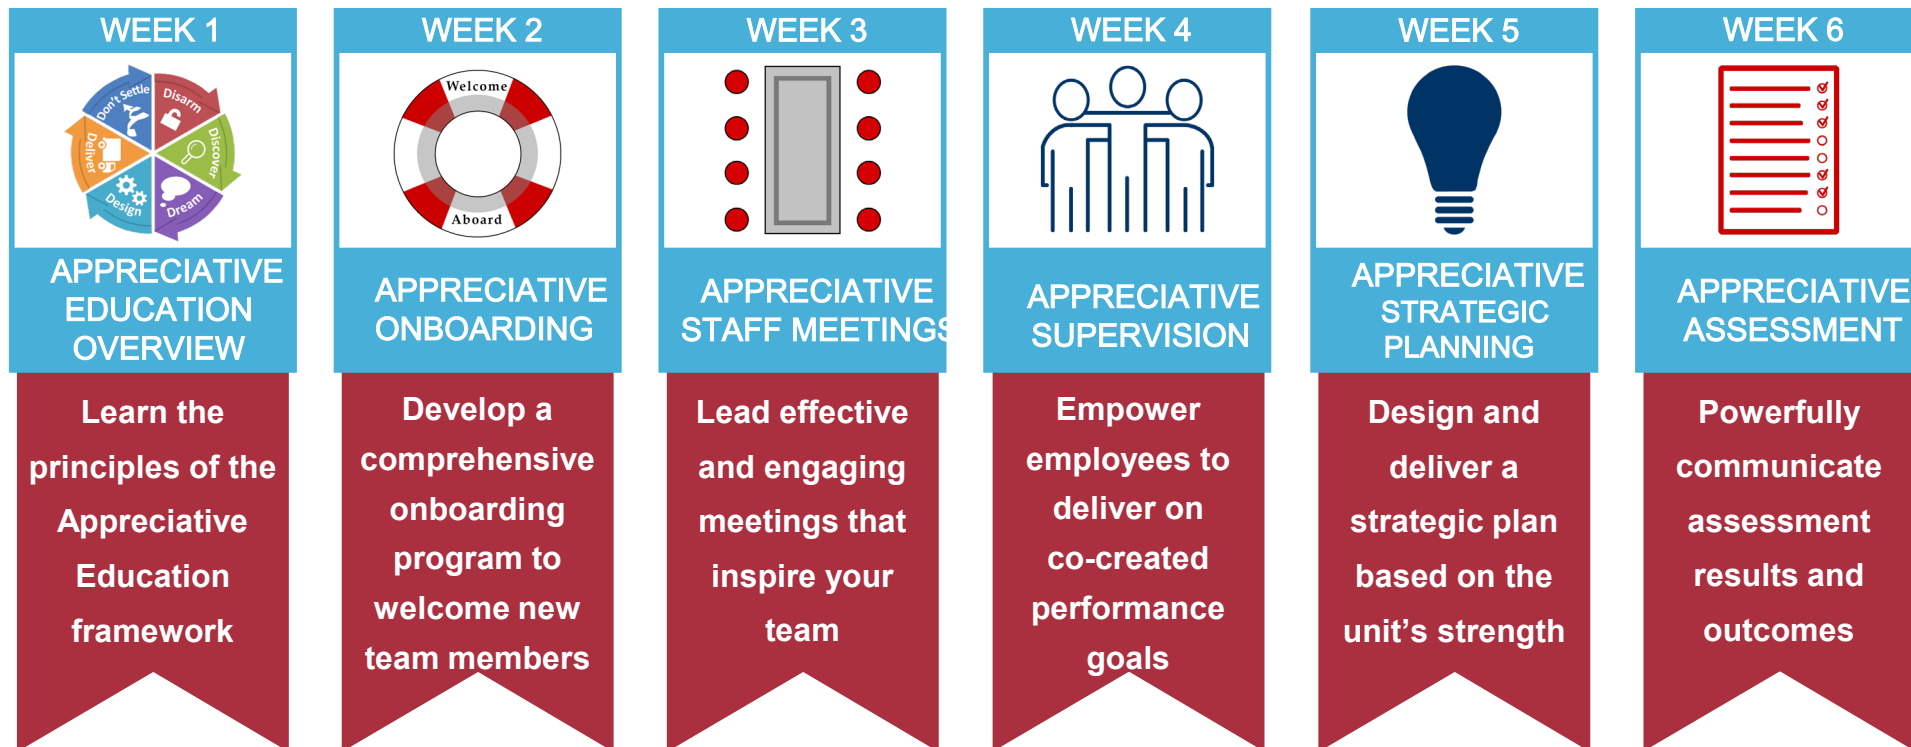 WEEK 1
Don't Settle
Disarm
Discover
Dream
Design
Deliver
APPRECIATIVE
EDUCATION
OVERVIEW
Learn the
principles of the
Appreciative
Education
framework
WEEK 2
Welcome
Aboard
APPRECIATIVE
ONBOARDING
Develop a
comprehensive
onboarding
program to
welcome new
team members
WEEK 3
APPRECIATIVE
STAFF MEETINGS
Lead effective
and engaging
meetings that
inspire your
team
WEEK 4
APPRECIATIVE
SUPERVISION
Empower
employees to
deliver on
co-created
performance
goals
WEEK 5
APPRECIATIVE
STRATEGIC
PLANNING
Design and
deliver a
strategic plan
based on the
unit’s strength
WEEK 6
APPRECIATIVE
ASSESSMENT
Powerfully
communicate
assessment
results and
outcomes